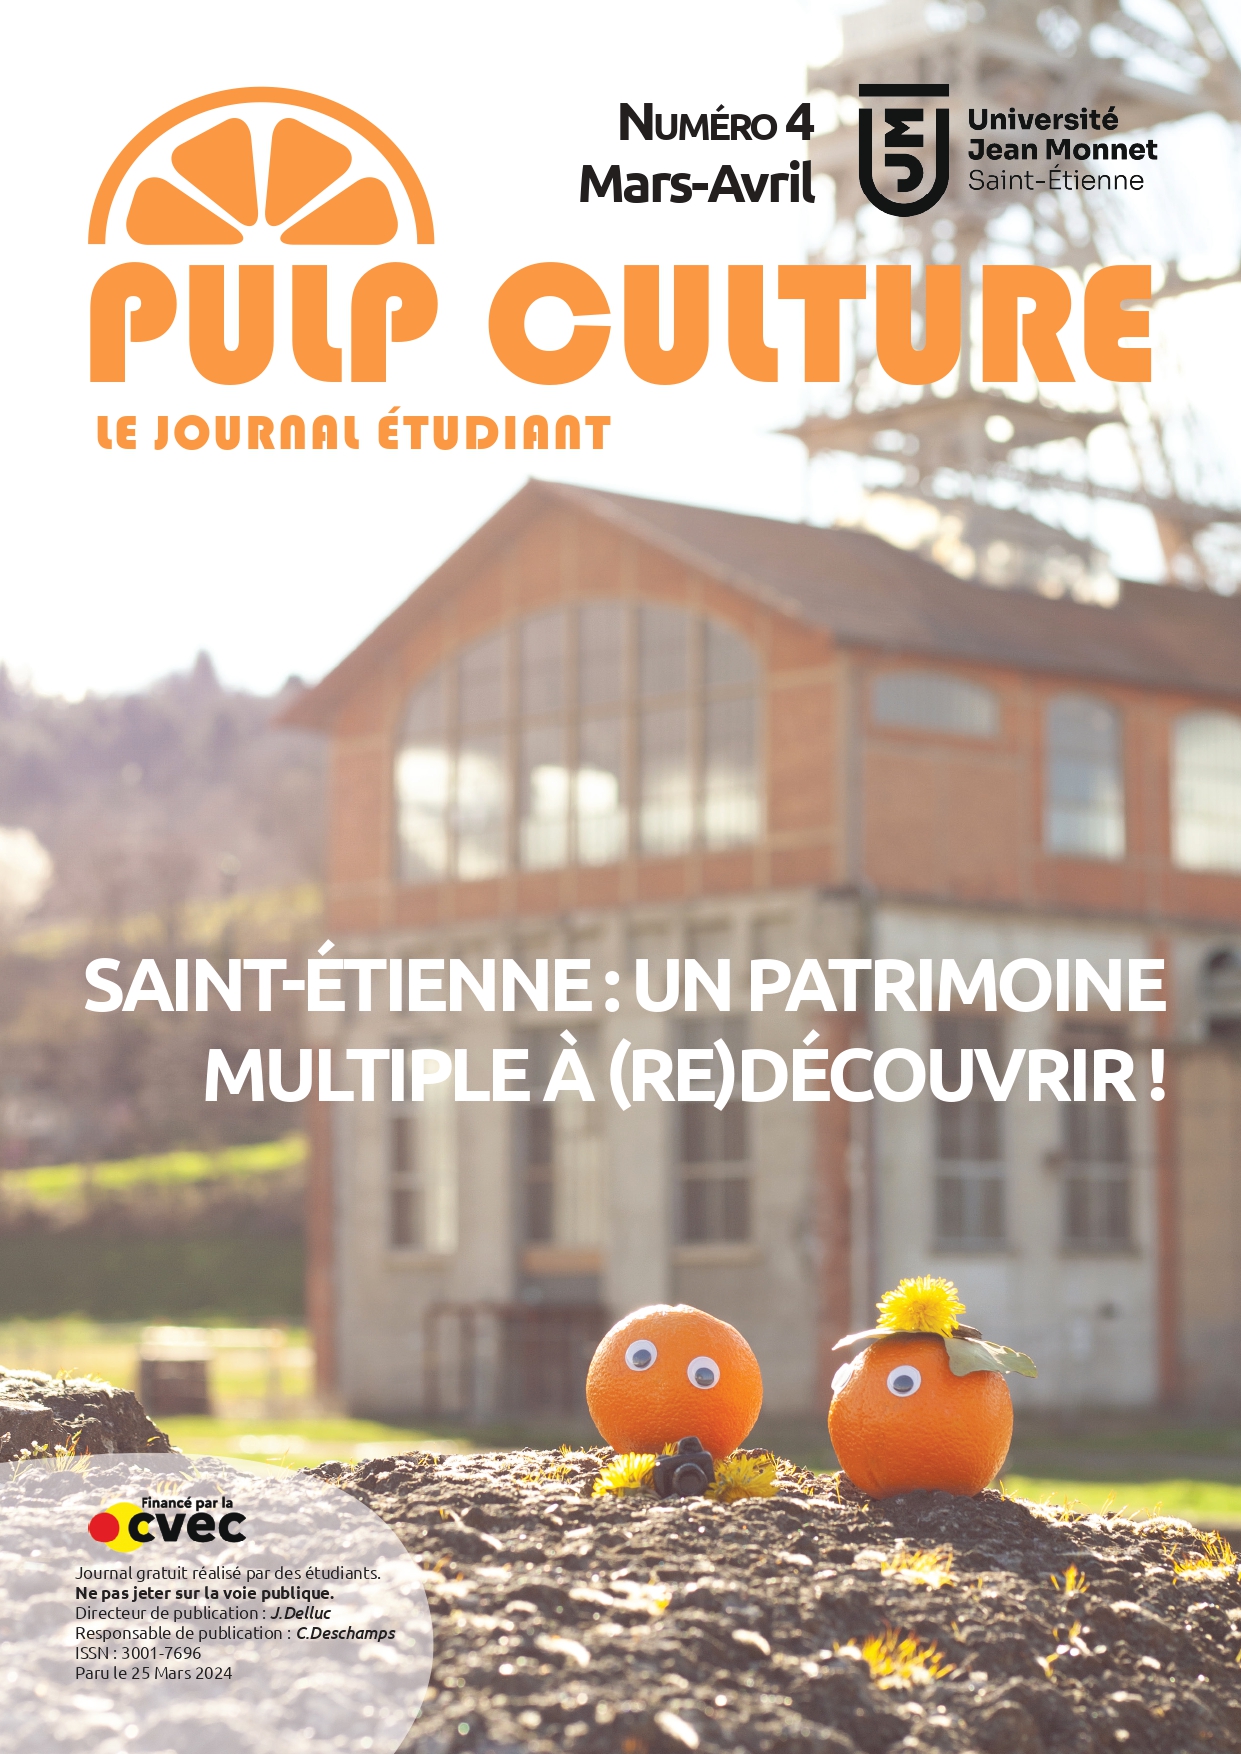 NUMÉRO 4
Mars-Avril
UJM
Université
Jean Monnet
Saint-Étienne
PULP CULTURE
LE JOURNAL ÉTUDIANT
SAINT-ÉTIENNE : UN PATRIMOINE
MULTIPLE À (RE)DÉCOUVRIR !
Financé par la
cvec
Journal gratuit réalisé par des étudiants.
Ne pas jeter sur la voie publique.
Directeur de publication : J.Delluc
Responsable de publication : C.Deschamps
ISSN : 3001-7696
Paru le 25 Mars 2024